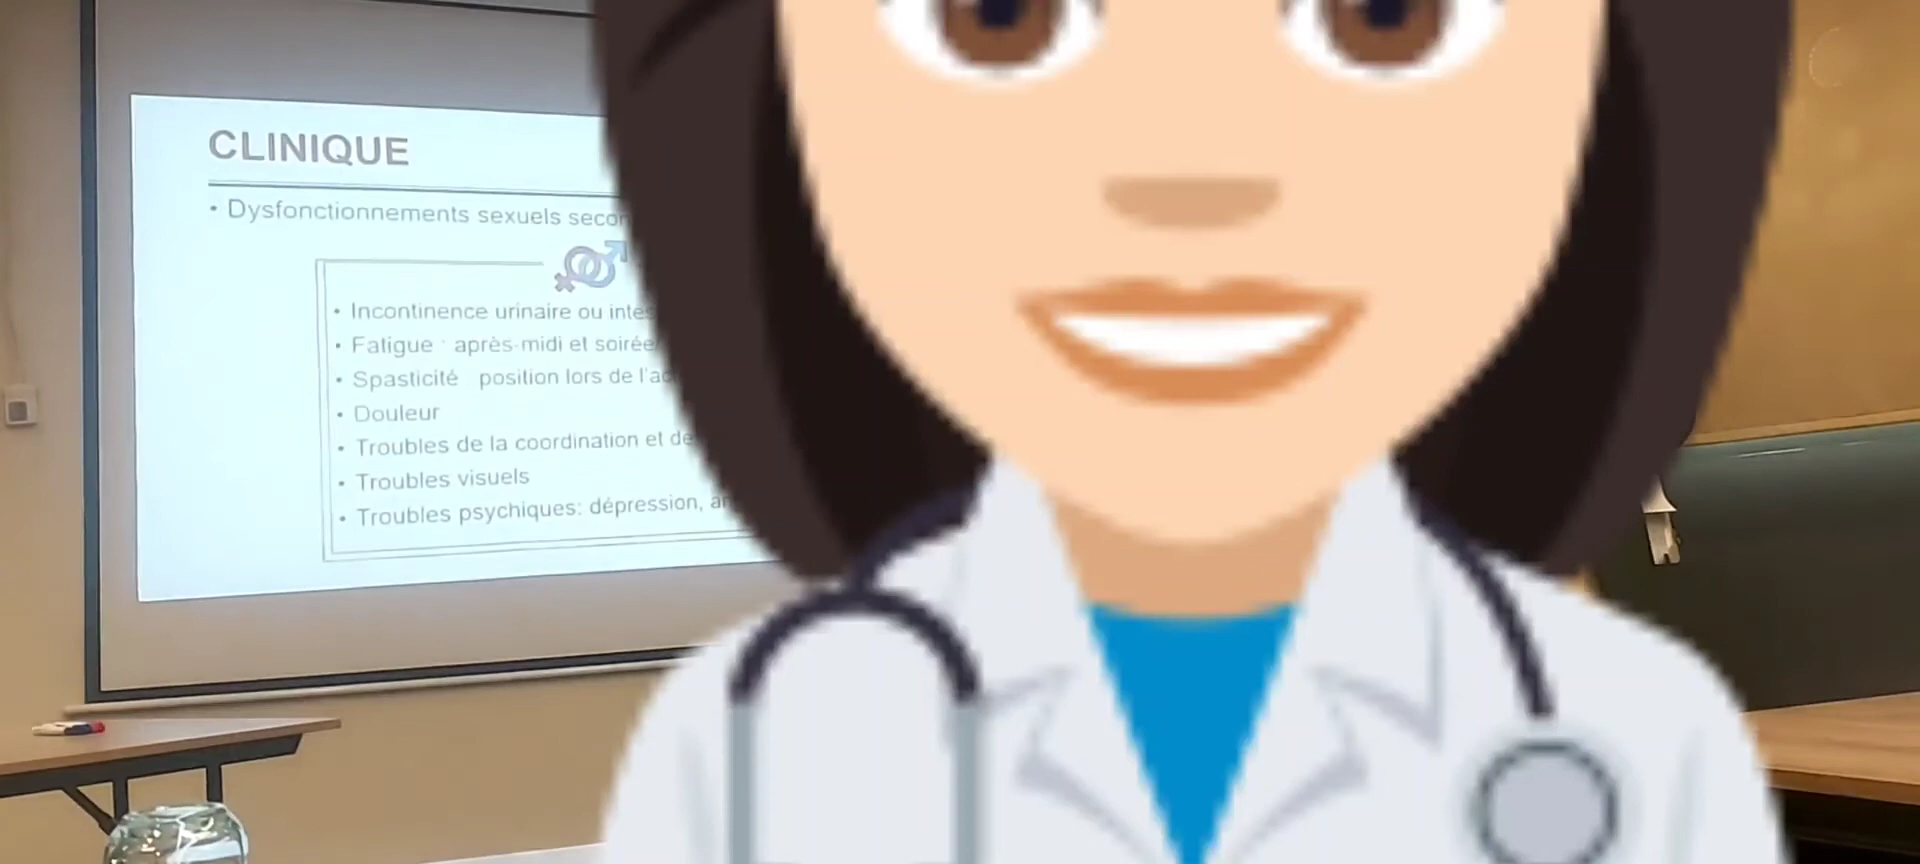 CLINIQUE
• Dysfonctionnements sexuels
• Incontinence urinaire ou
• Fatigue : après-midi et soirée
• Spasticité position lors de
• Douleur
• Troubles de la coordination et
• Troubles visuels
• Troubles psychiques: dépression,